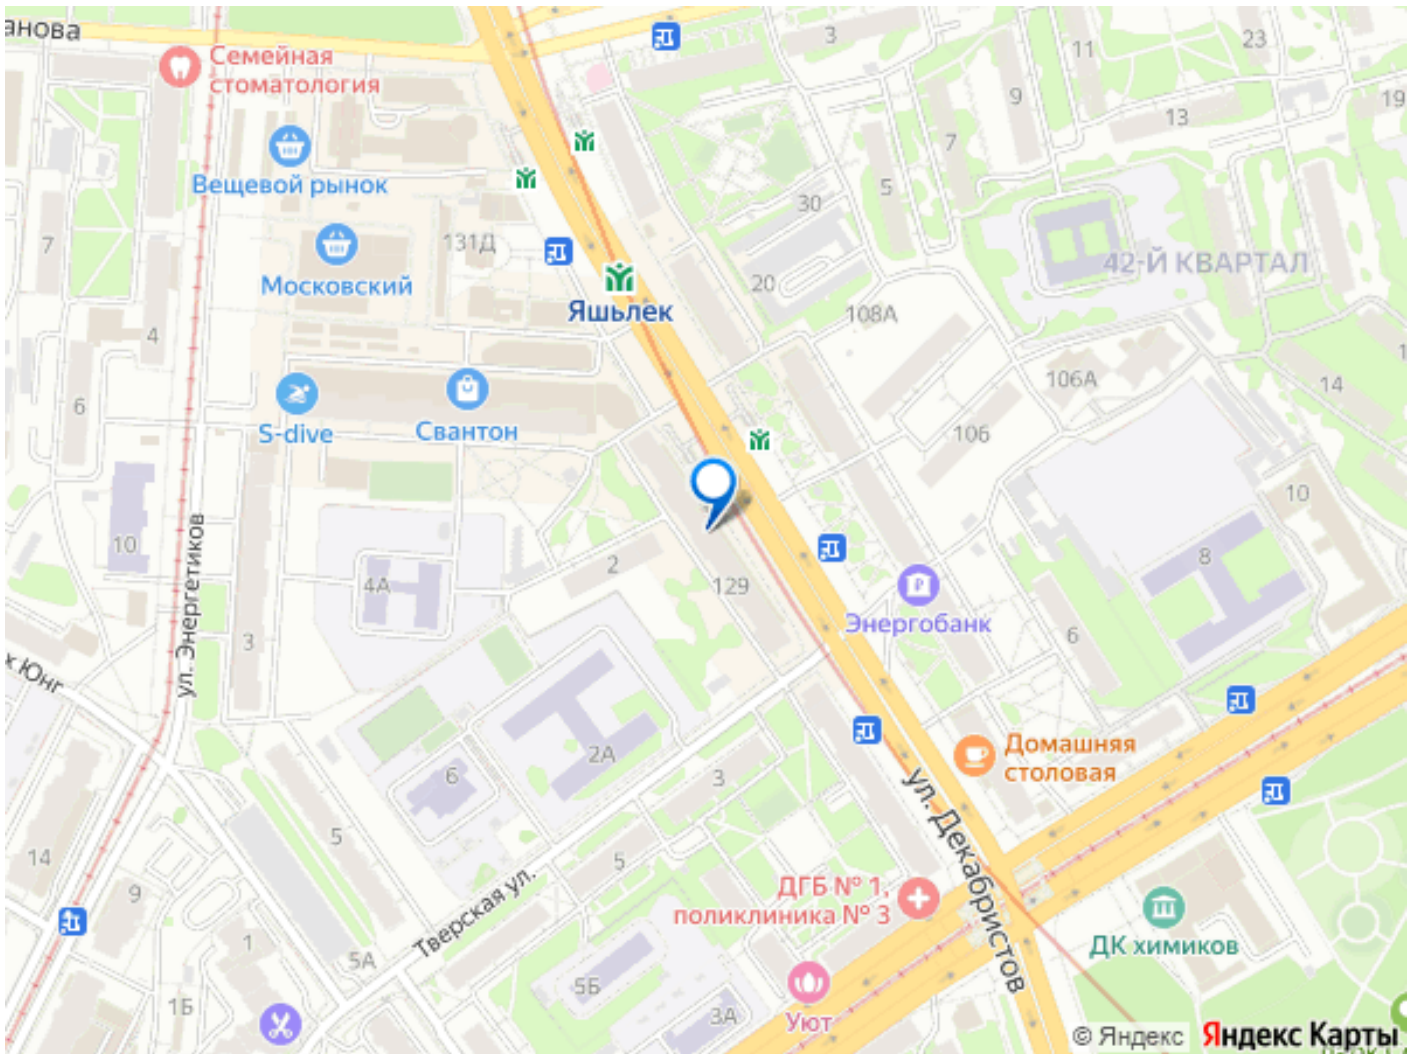 анова
Семейная
стоматология
3
11
23
9
19
13
7
Вещевой рынок
5
30
7
131Д
42-Й КВАРТАЛ
Московский
20
Яшьлек
108А
4
106А
14
6
S-dive
Свантон
106
10
10
ул. Энергетиков
4А
2
129
8
Энергобанк
3
6
х Юнг
Домашняя
столовая
2А
6
3
ул. Декабристов
5
14
5
9
Тверская ул.
ДГБ № 1,
поликлиника № 3
1
ДК химиков
5А
5Б
1Б
3А
Уют
© Яндекс
Яндекс Карты